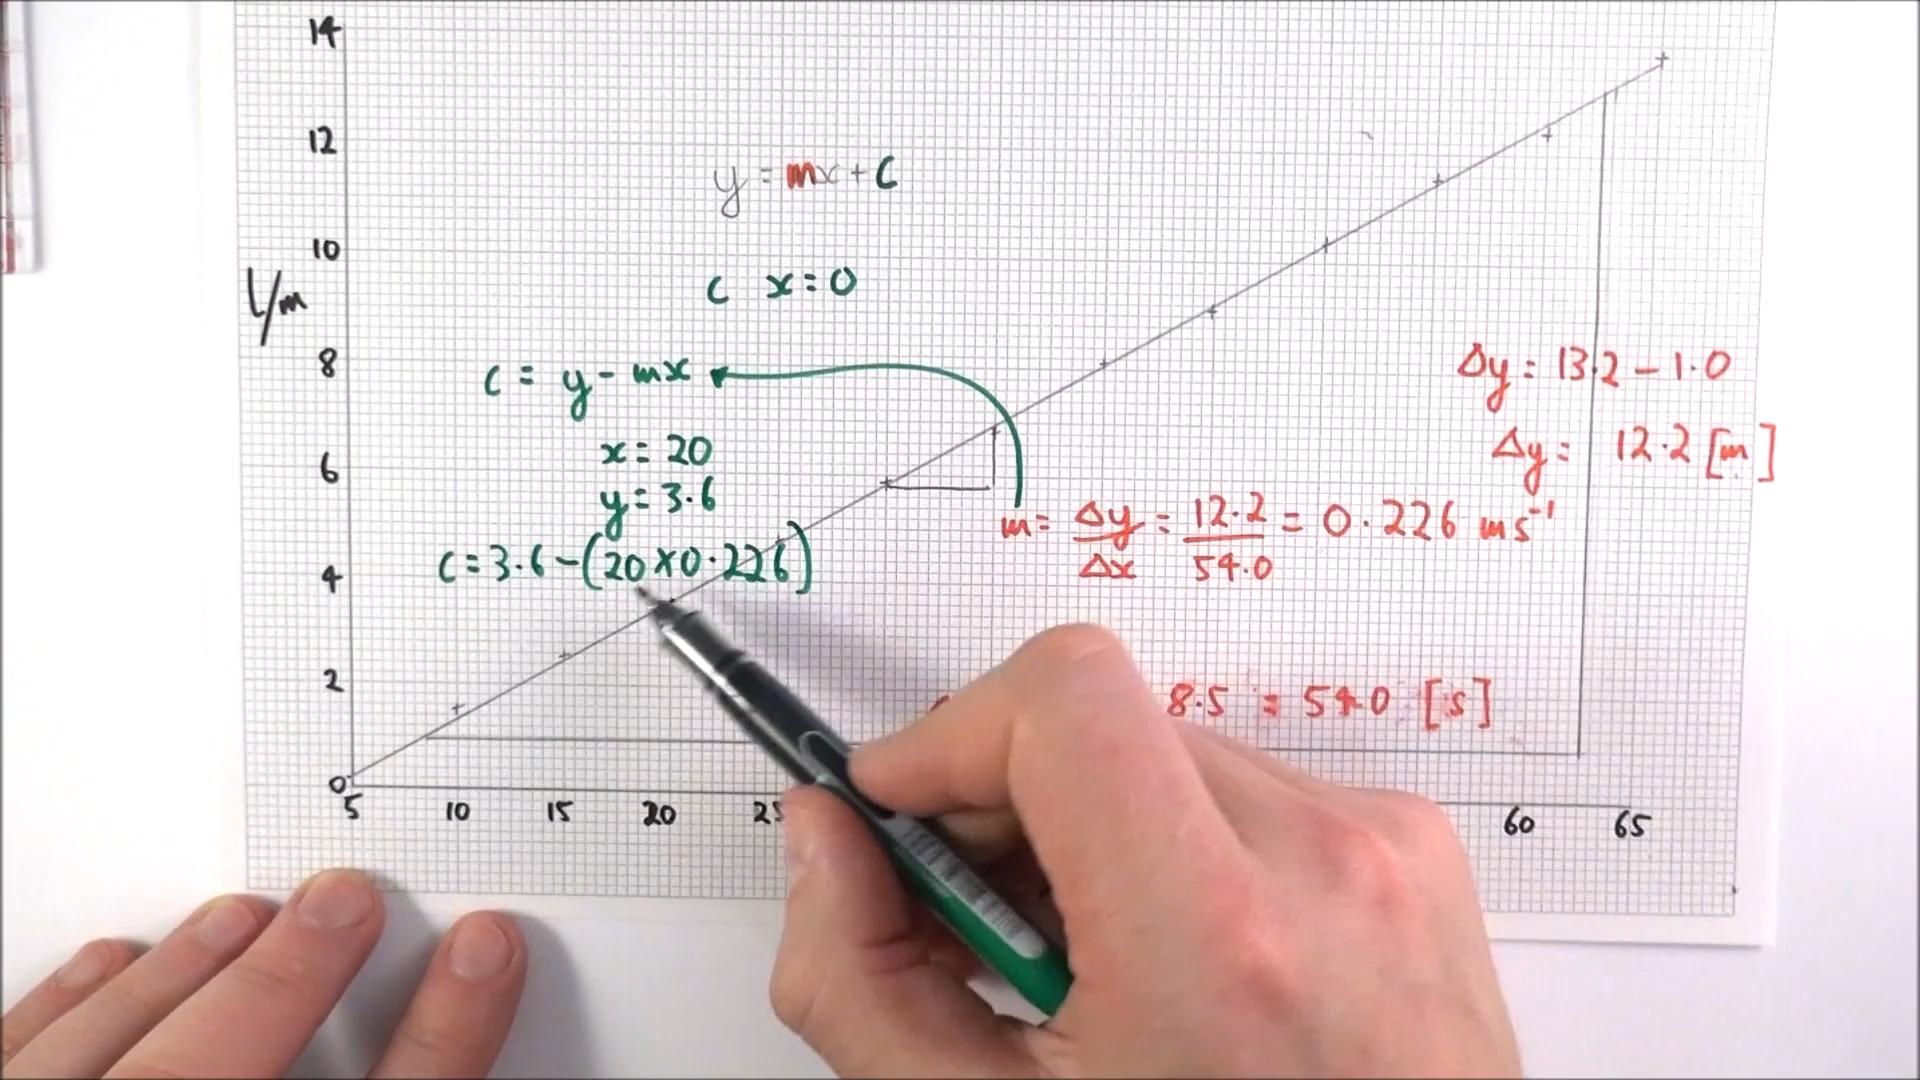 14
12
10
l/m
8
6
4
2
0
5 10 15 20 25 60 65
y = mx + c
c x = 0
c = y - mx
x = 20
y = 3.6
c = 3.6 - (20 × 0.226)
Δy = 13.2 - 1.0
Δy = 12.2 [m]
m = Δy/Δx = 12.2/54.0 = 0.226 ms⁻¹
8.5 = 54.0 [s]